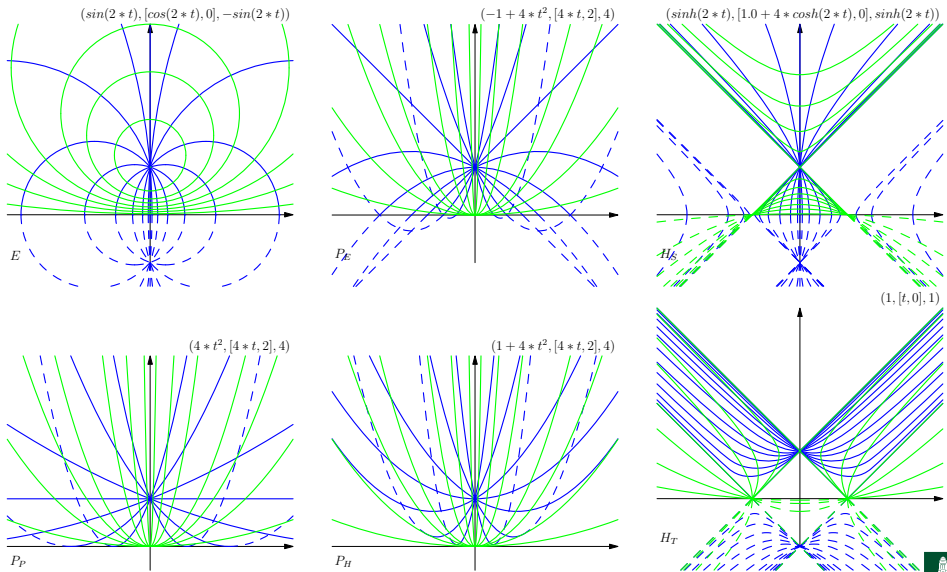 (sin(2 * t), [cos(2 * t), 0], -sin(2 * t))
E
(-1 + 4 * t², [4 * t, 2], 4)
P_E
(sinh(2 * t), [1.0 + 4 * cosh(2 * t), 0], sinh(2 * t))
H_S
(4 * t², [4 * t, 2], 4)
P_P
(1 + 4 * t², [4 * t, 2], 4)
P_H
(1, [t, 0], 1)
H_T